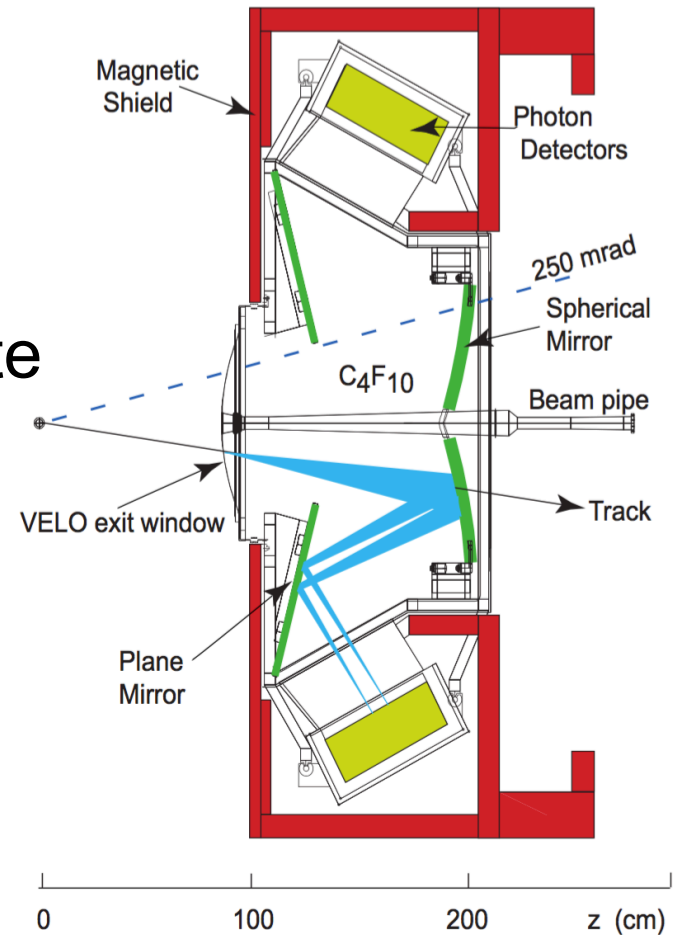 Magnetic
Shield
Photon
Detectors
250 mrad
Spherical
Mirror
te
C4F10
Beam pipe
VELO exit window
Track
Plane
Mirror
0 100 200 z (cm)